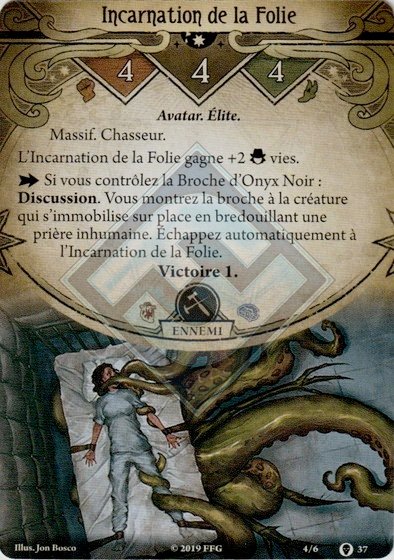 Incarnation de la Folie
4 4 4
Avatar. Élite.
Massif. Chasseur.
L'Incarnation de la Folie gagne +2 vies.
Si vous contrôlez la Broche d'Onyx Noir :
Discussion. Vous montrez la broche à la créature
qui s'immobilise sur place en bredouillant une
prière inhumaine. Échappez automatiquement à
l'Incarnation de la Folie.
Victoire 1.
ENNEMI
Illus. Jon Bosco © 2019 FFG 4/6 37